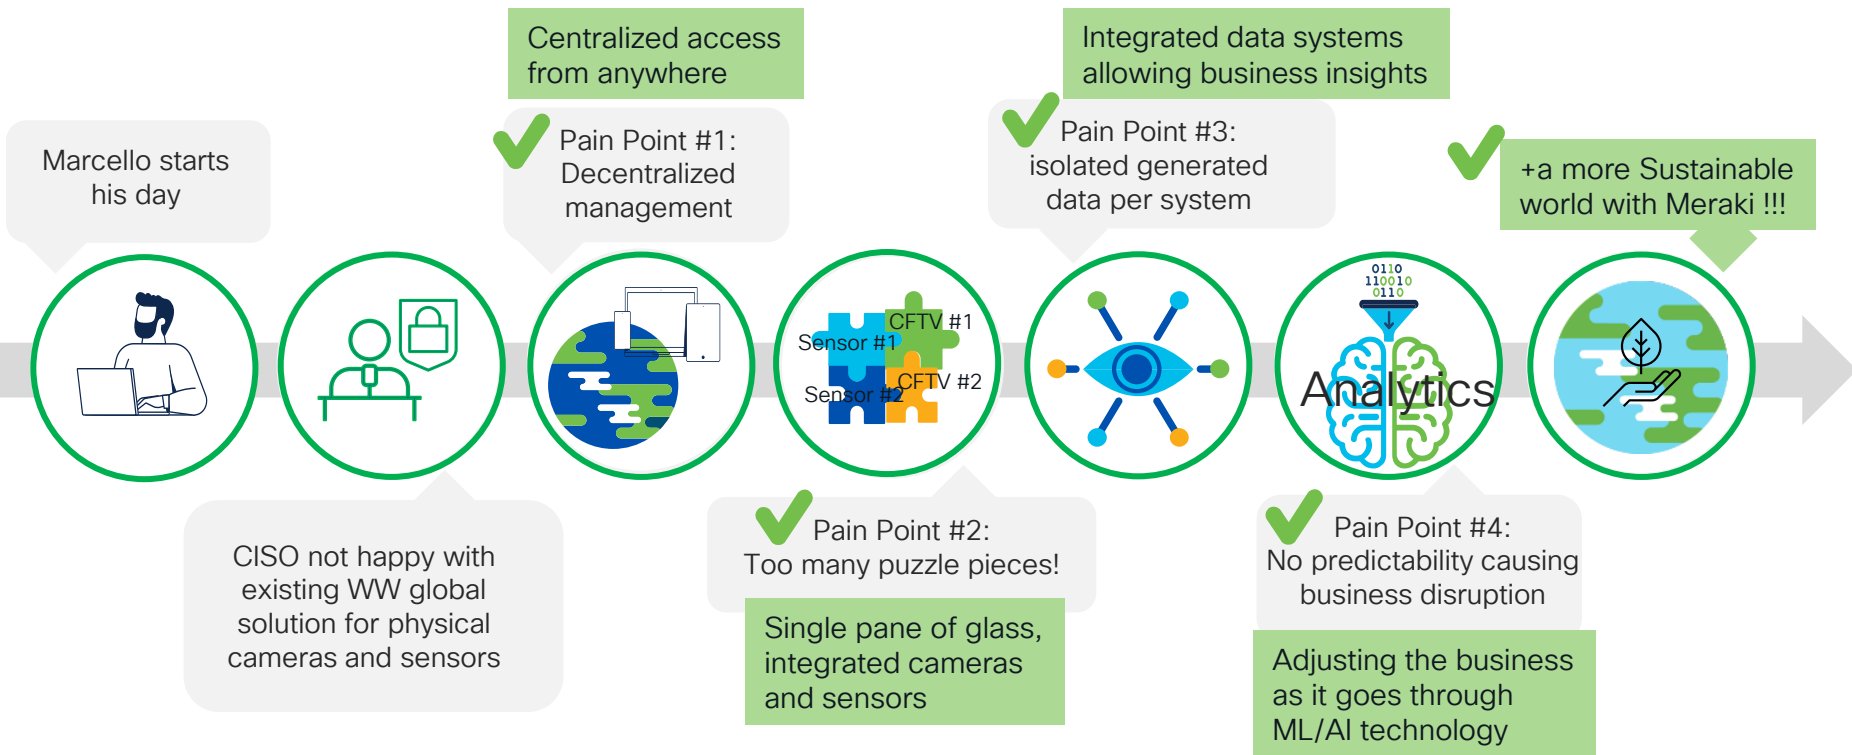 Centralized access
from anywhere
Integrated data systems
allowing business insights
Marcello starts
his day
Pain Point #1:
Decentralized
management
Pain Point #3:
isolated generated
data per system
+a more Sustainable
world with Meraki !!!
Sensor #1
CFTV #1
Sensor #2
CFTV #2
0110
110010
0110
Analytics
CISO not happy with
existing WW global
solution for physical
cameras and sensors
Pain Point #2:
Too many puzzle pieces!
Single pane of glass,
integrated cameras
and sensors
Pain Point #4:
No predictability causing
business disruption
Adjusting the business
as it goes through
ML/AI technology